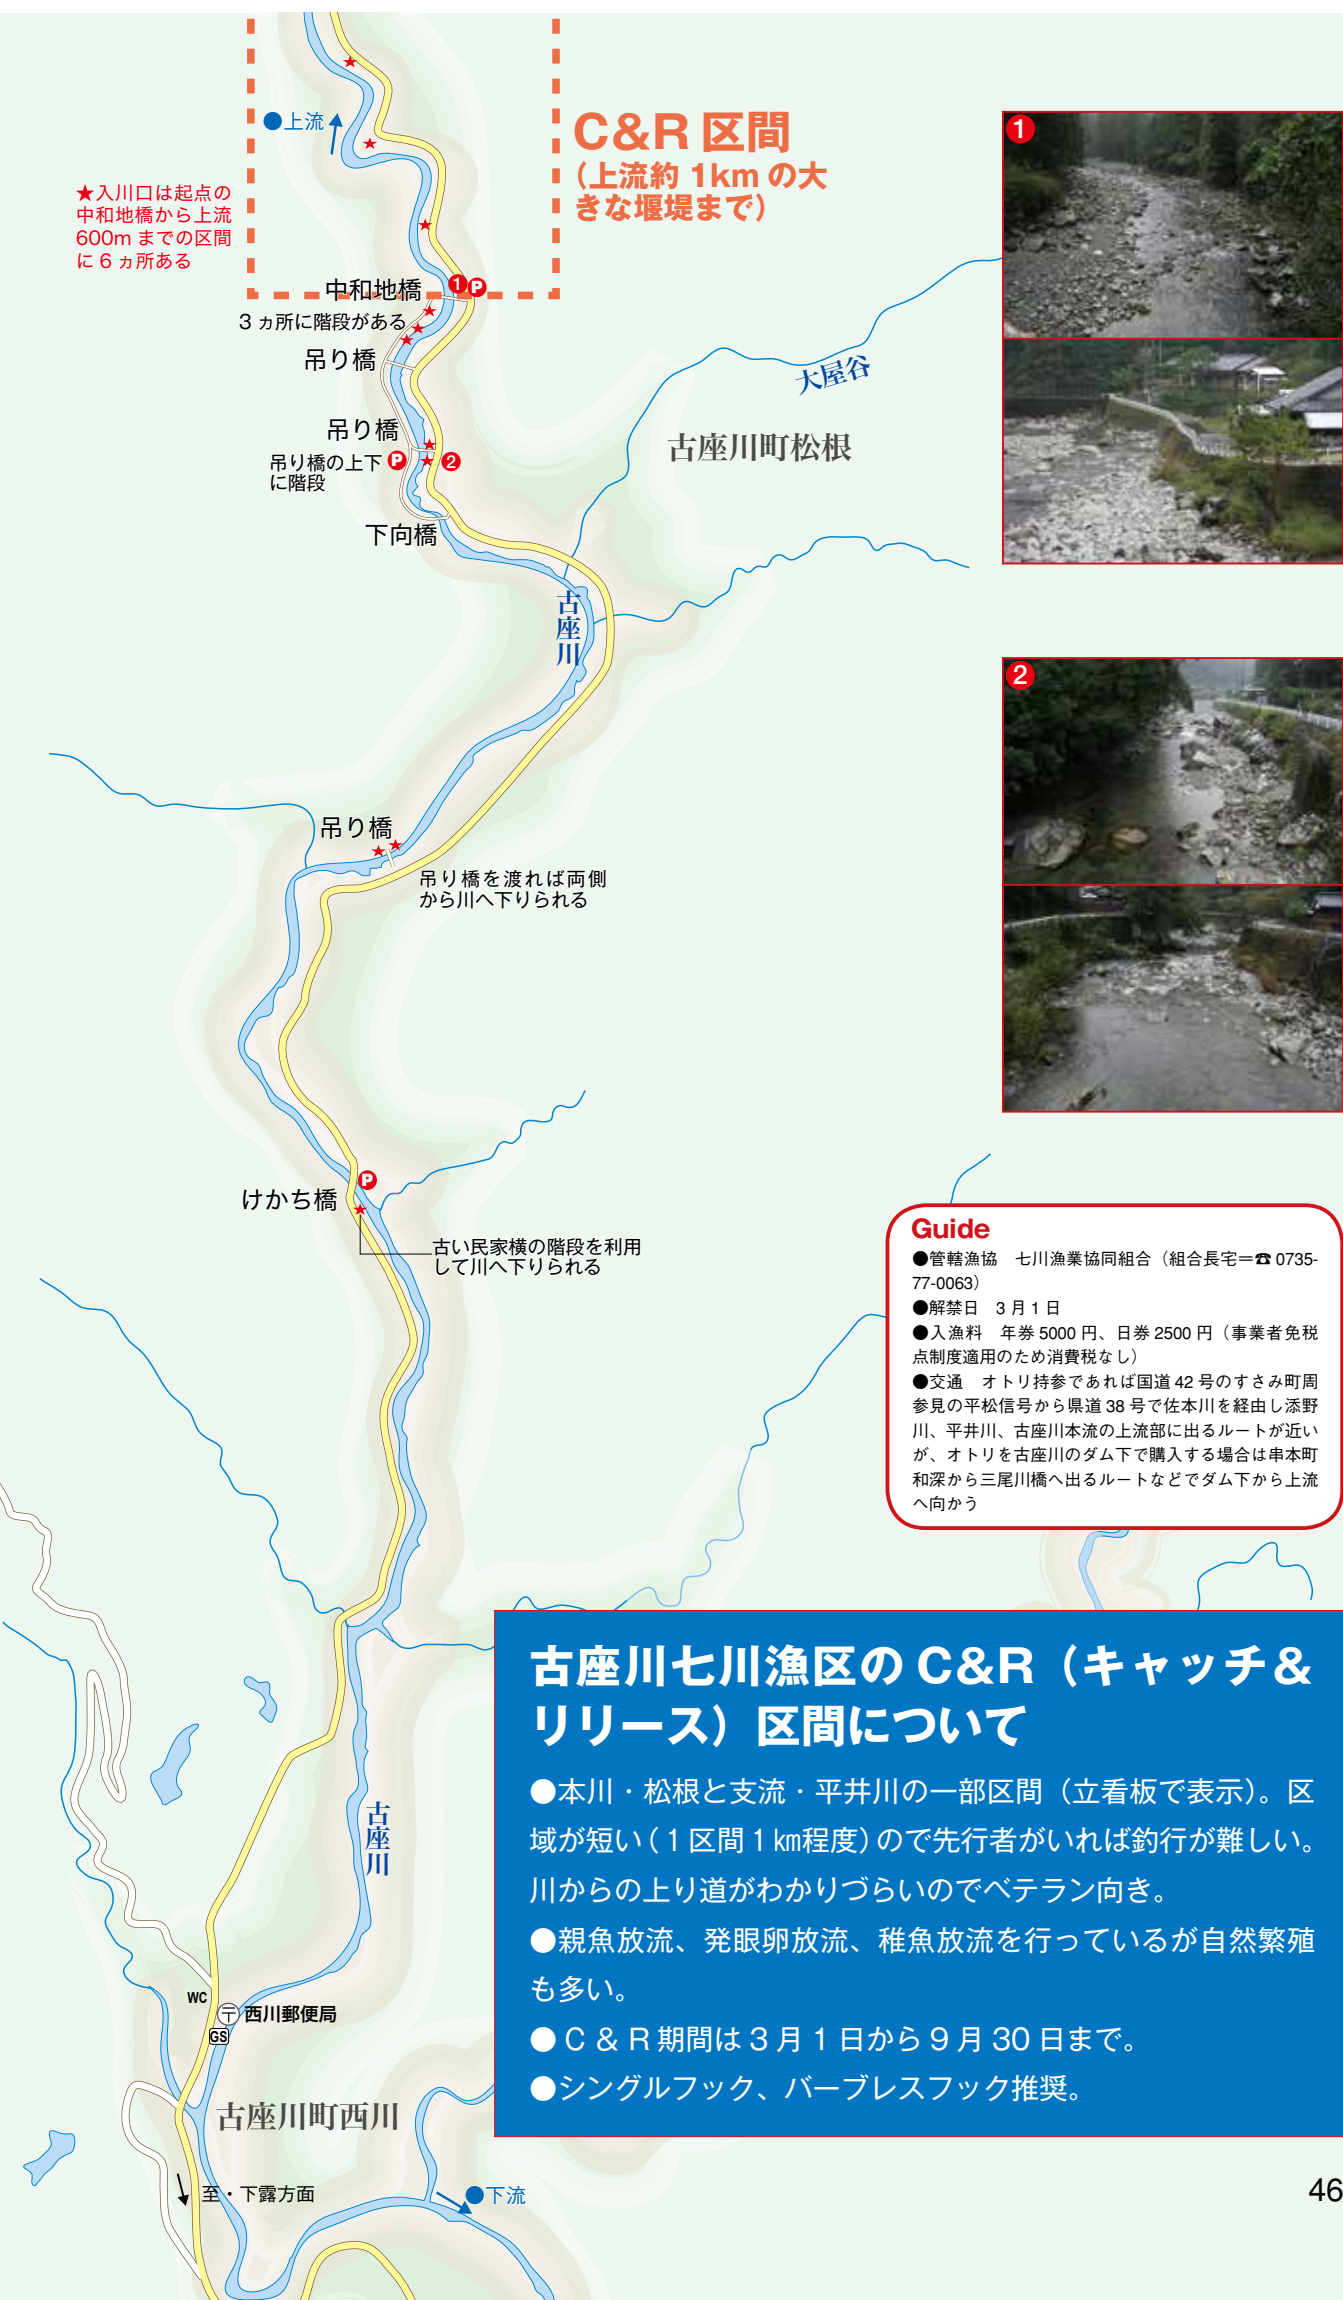 ●上流
C&R 区間
（上流約 1km の大
きな堰堤まで）
★入川口は起点の
中和地橋から上流
600m までの区間
に 6 ヵ所ある
中和地橋
1
P
3 ヵ所に階段がある
吊り橋
吊り橋
吊り橋の上下
に階段
P
2
下向橋
大屋谷
古座川町松根
古座川
1
2
吊り橋
吊り橋を渡れば両側
から川へ下りられる
けかち橋
P
古い民家横の階段を利用
して川へ下りられる
Guide
●管轄漁協　七川漁業協同組合（組合長宅＝☎ 0735-
77-0063）
●解禁日　3 月 1 日
●入漁料　年券 5000 円、日券 2500 円（事業者免税
点制度適用のため消費税なし）
●交通　オトリ持参であれば国道 42 号のすさみ町周
参見の平松信号から県道 38 号で佐本川を経由し添野
川、平井川、古座川本流の上流部に出るルートが近い
が、オトリを古座川のダム下で購入する場合は串本町
和深から三尾川橋へ出るルートなどでダム下から上流
へ向かう
古座川七川漁区の C&R（キャッチ＆
リリース）区間について
●本川・松根と支流・平井川の一部区間（立看板で表示）。区
域が短い（1 区間 1 ㎞程度）ので先行者がいれば釣行が難しい。
川からの上り道がわかりづらいのでベテラン向き。
●親魚放流、発眼卵放流、稚魚放流を行っているが自然繁殖
も多い。
●Ｃ＆Ｒ期間は 3 月 1 日から 9 月 30 日まで。
●シングルフック、バーブレスフック推奨。
古座川
WC
〒西川郵便局
GS
古座川町西川
至・下露方面
●下流
46